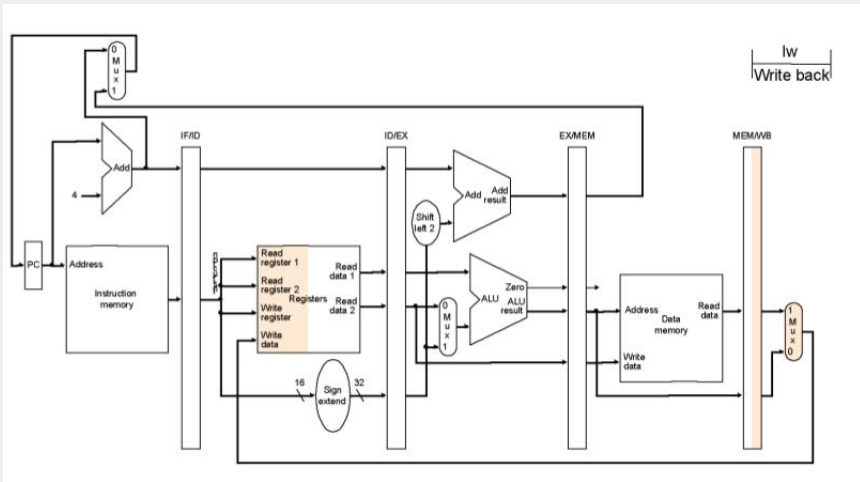 lw
Write back
0
M
u
x
1
IF/ID
ID/EX
EX/MEM
MEM/WB
Add
4
PC
Address
Instruction
memory
Read
register 1
Read
register 2
Write
register
Write
data
Registers
Read
data 1
Read
data 2
16
Sign
extend
32
Shift
left 2
Add
Add
result
0
M
u
x
1
ALU
Zero
ALU
result
Address
Data
memory
Read
data
Write
data
1
M
u
x
0